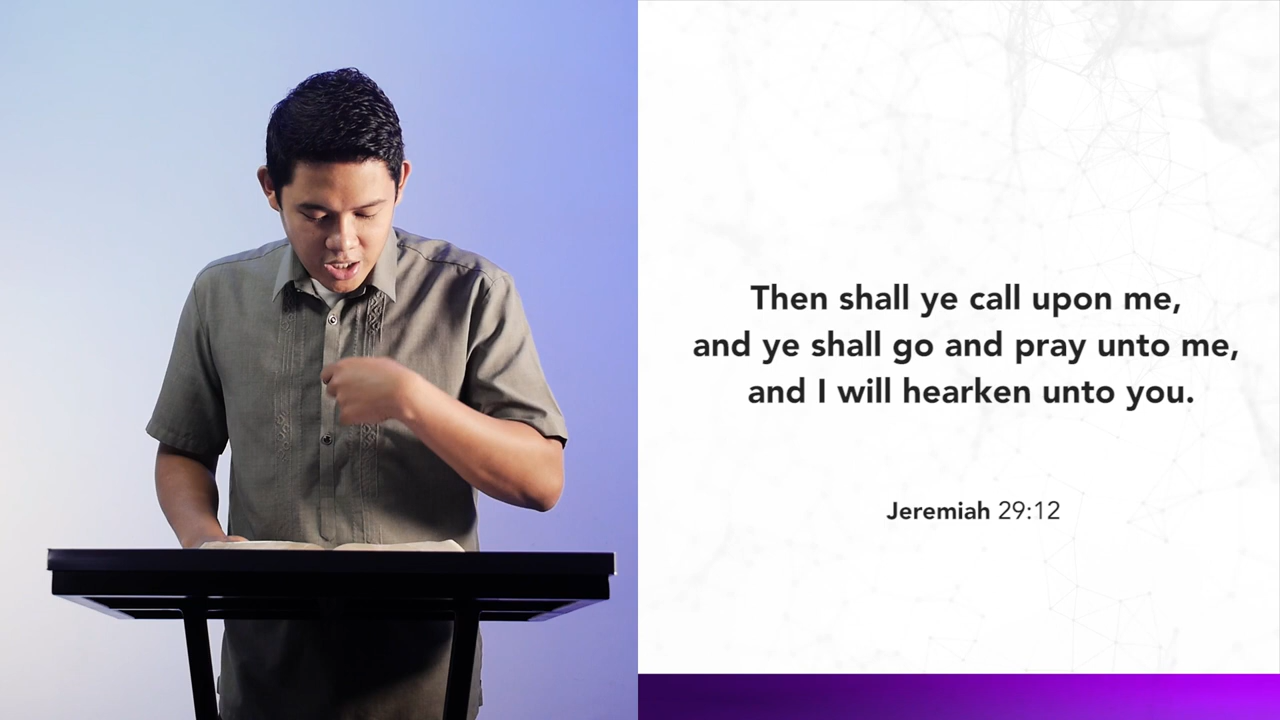 Then shall ye call upon me,
and ye shall go and pray unto me,
and I will hearken unto you.
Jeremiah 29:12